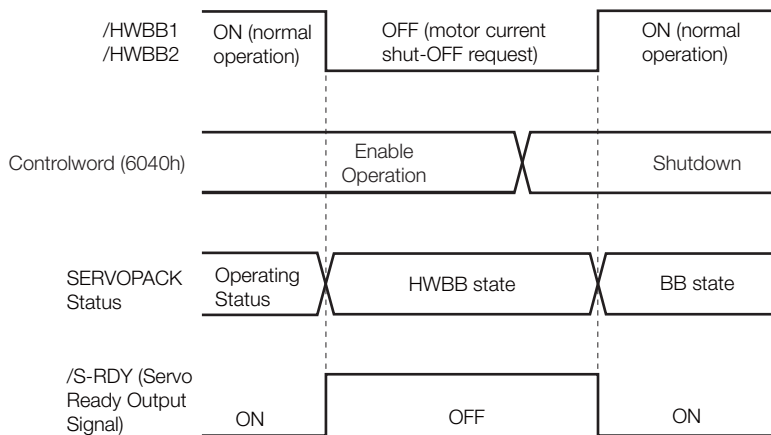 /HWBB1
/HWBB2
ON (normal
operation)
OFF (motor current
shut-OFF request)
ON (normal
operation)
Controlword (6040h)
Enable
Operation
Shutdown
SERVOPACK
Status
Operating
Status
HWBB state
BB state
/S-RDY (Servo
Ready Output
Signal)
ON
OFF
ON